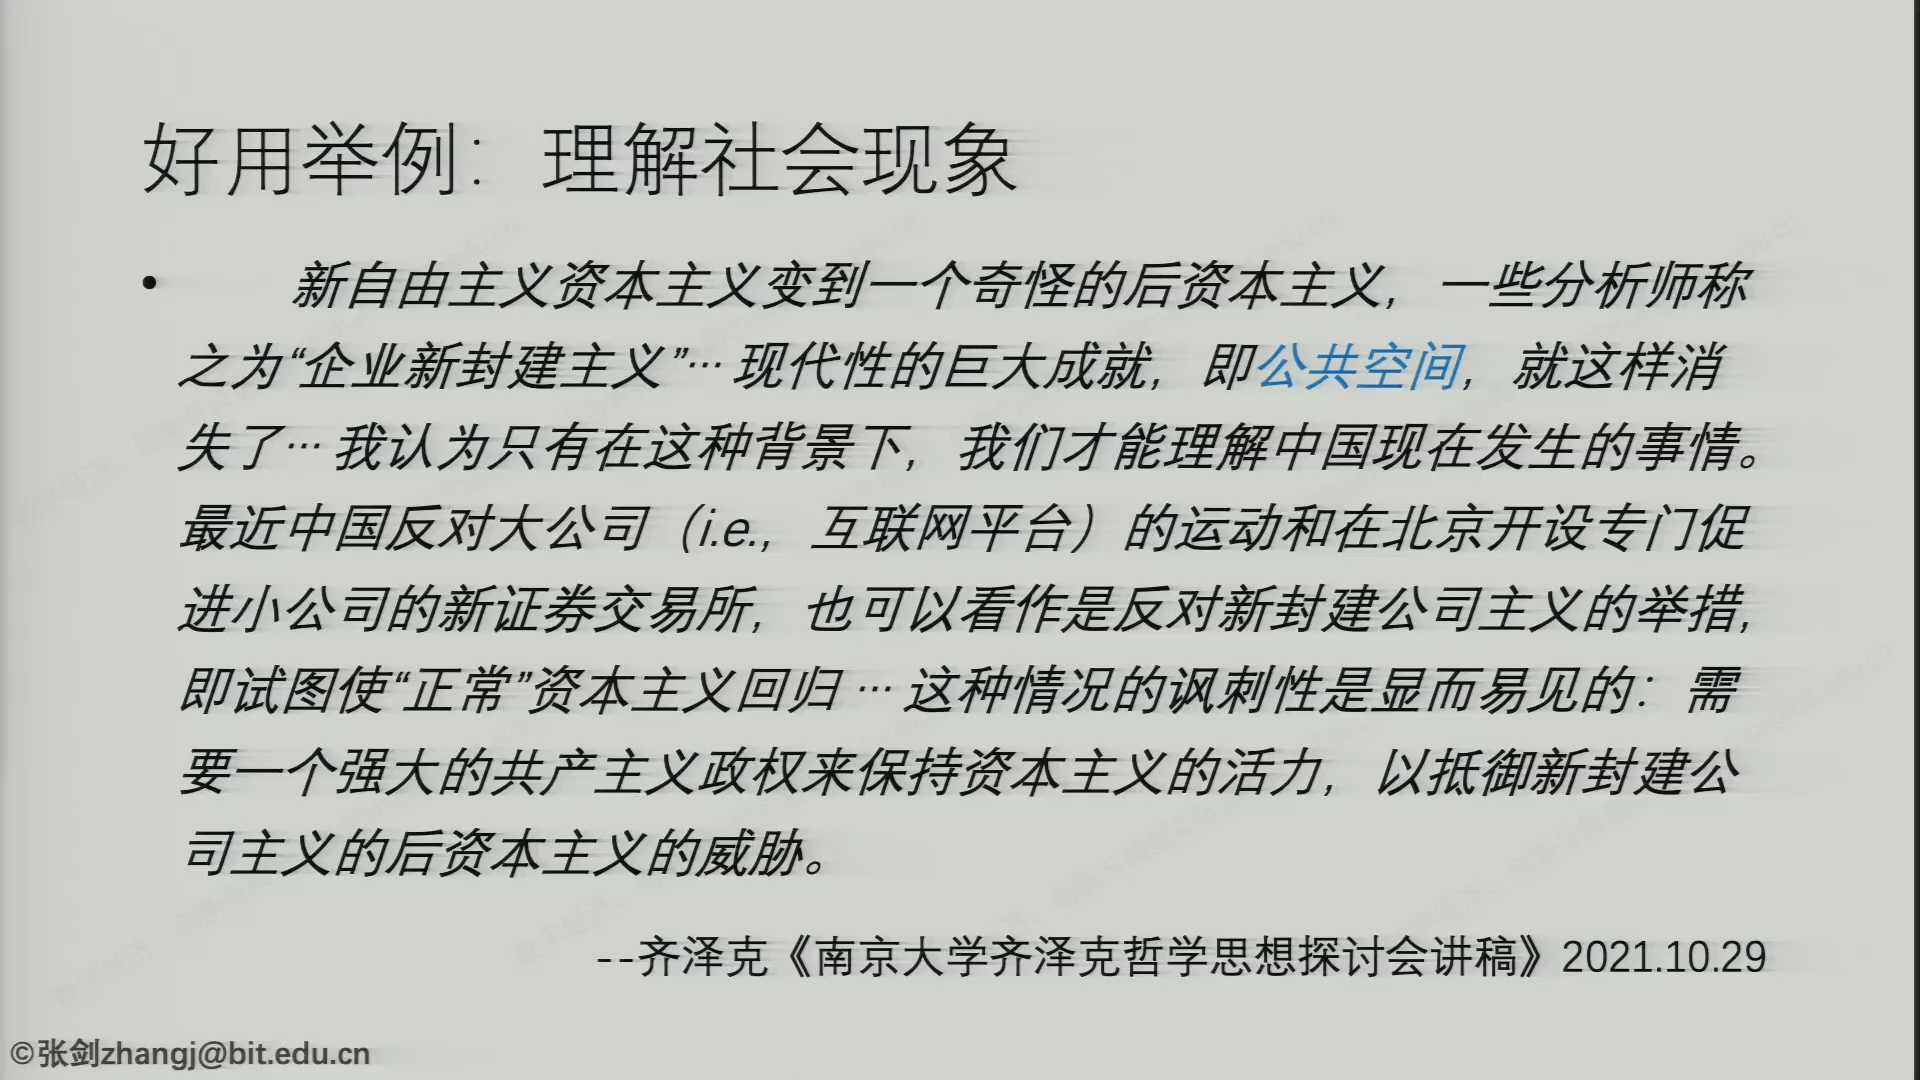 好用举例：理解社会现象
• 新自由主义资本主义变到一个奇怪的后资本主义，一些分析师称
之为“企业新封建主义”… 现代性的巨大成就，即公共空间，就这样消
失了… 我认为只有在这种背景下，我们才能理解中国现在发生的事情。
最近中国反对大公司（i.e.，互联网平台）的运动和在北京开设专门促
进小公司的新证券交易所，也可以看作是反对新封建公司主义的举措，
即试图使“正常”资本主义回归 … 这种情况的讽刺性是显而易见的：需
要一个强大的共产主义政权来保持资本主义的活力，以抵御新封建公
司主义的后资本主义的威胁。
--齐泽克《南京大学齐泽克哲学思想探讨会讲稿》2021.10.29
©张剑zhangj@bit.edu.cn